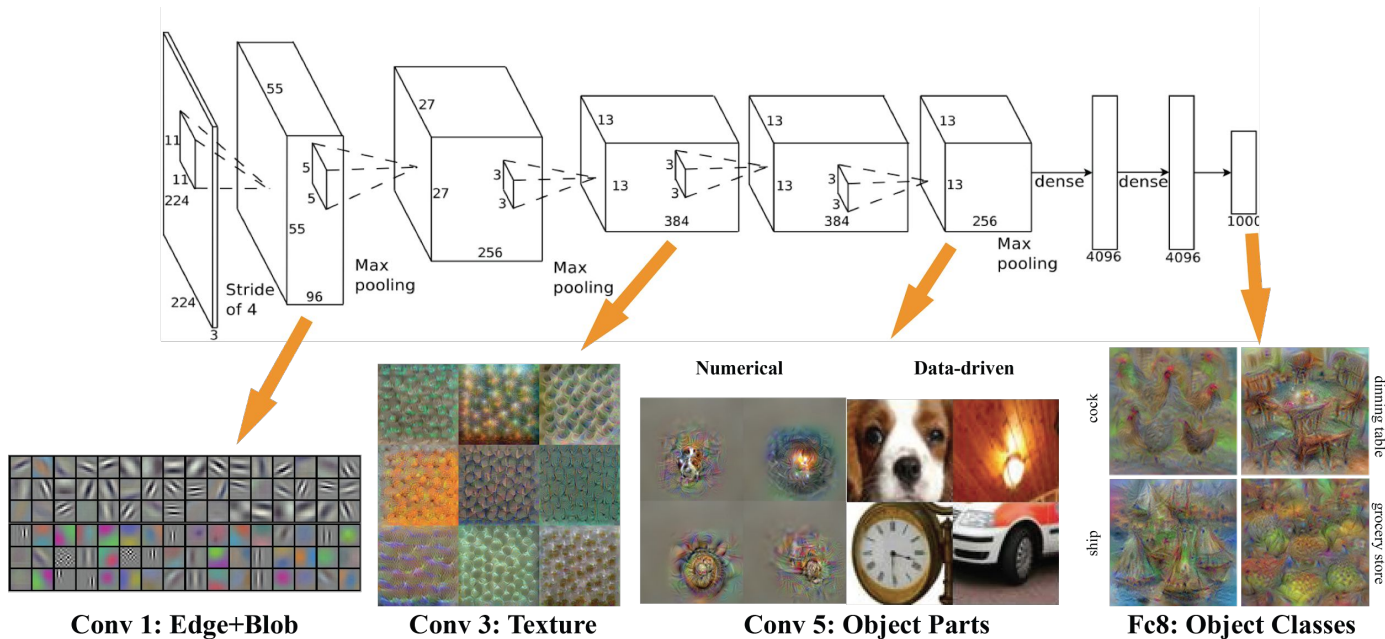 55
27
13
13
13
11
11
224
5
5
55
27
3
3
13
3
3
13
3
3
13
224
3
Stride
of 4
96
Max
pooling
256
Max
pooling
384
384
256
Max
pooling
dense
dense
4096
4096
1000
Numerical
Data-driven
cock
dinning table
ship
grocery store
Conv 1: Edge+Blob
Conv 3: Texture
Conv 5: Object Parts
Fc8: Object Classes